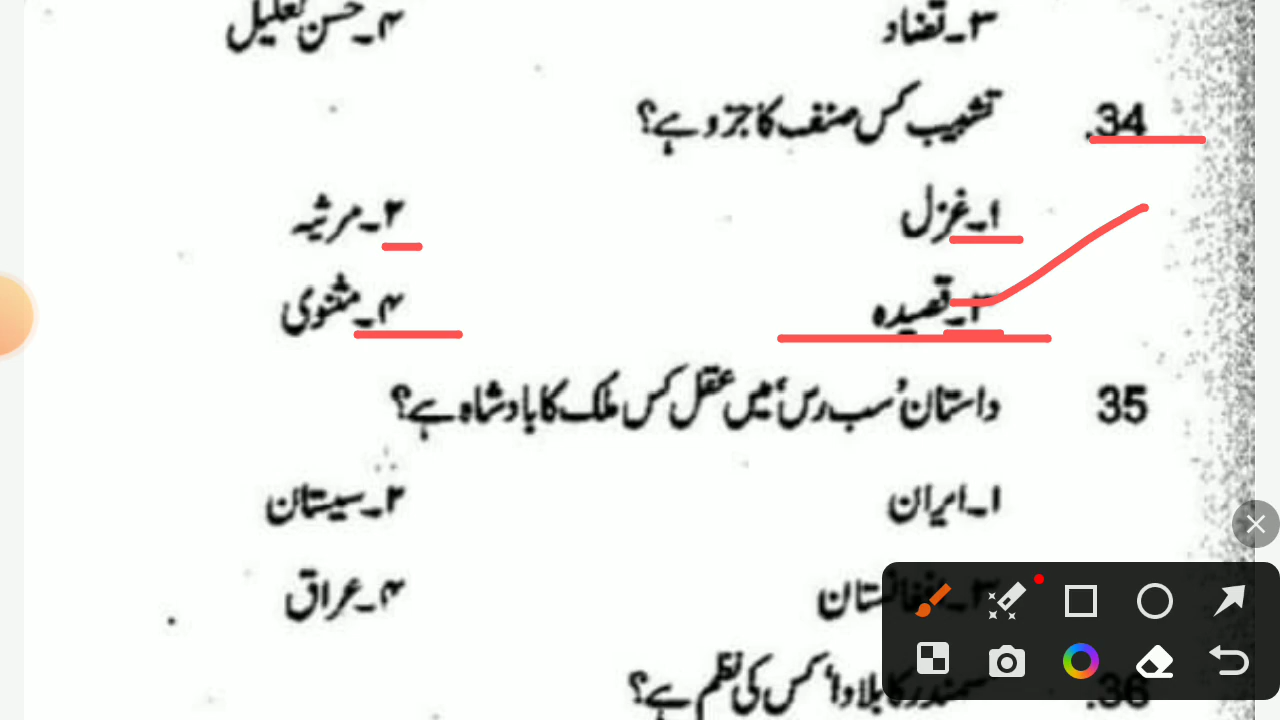 ۳۔تضاد ۴۔حسن تعلیل
34. تشبیب کس صنف کا جزو ہے؟
۱۔غزل ۲۔مرثیہ
۳۔قصیدہ ۴۔مثنوی
35 داستان 'سب رس' میں عقل کس ملک کا بادشاہ ہے؟
۱۔ایران ۲۔سیستان
۳۔افغانستان ۴۔عراق
36. سمندر کا بلاوا' کس کی نظم ہے؟